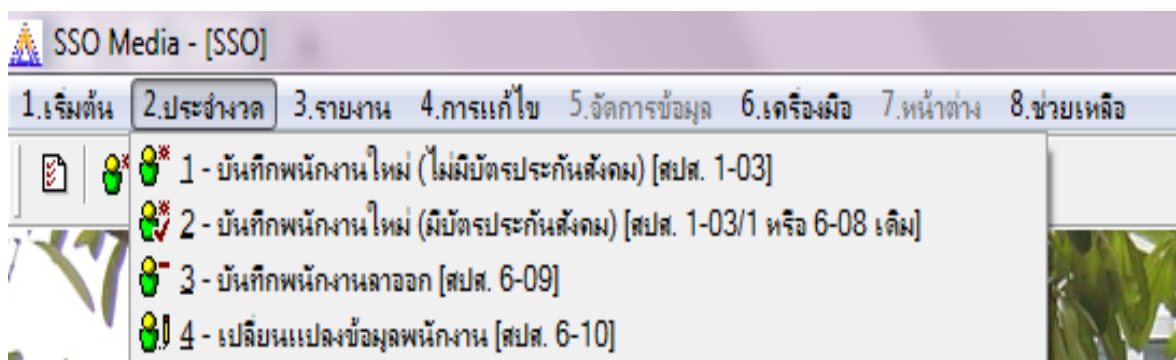 SSO Media - [SSO]
1.เริ่มต้น 2.ประจำงวด 3.รายงาน 4.การแก้ไข 5.จัดการข้อมูล 6.เครื่องมือ 7.หน้าต่าง 8.ช่วยเหลือ
1 - บันทึกพนักงานใหม่ (ไม่มีบัตรประกันสังคม) [สปส. 1-03]
2 - บันทึกพนักงานใหม่ (มีบัตรประกันสังคม) [สปส. 1-03/1 หรือ 6-08 เดิม]
3 - บันทึกพนักงานลาออก [สปส. 6-09]
4 - เปลี่ยนแปลงข้อมูลพนักงาน [สปส. 6-10]